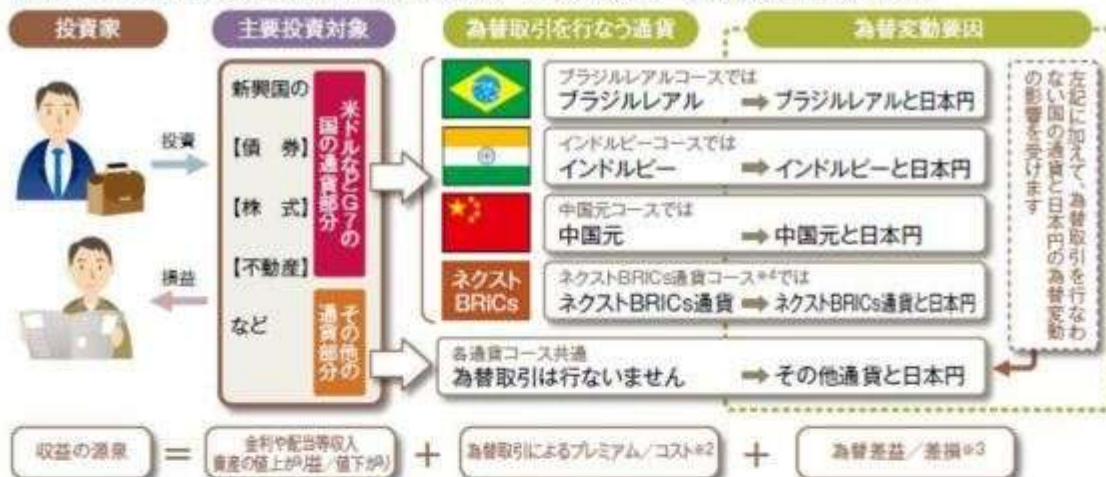 投資家
主要投資対象
為替取引を行なう通貨
為替変動要因
投資
損益
新興国の
【債 券】
【株 式】
【不動産】
など
米ドルなどG7の
国の通貨部分
その他の
通貨部分
ブラジルレアルコースでは
ブラジルレアル ➡ ブラジルレアルと日本円
インドルピーコースでは
インドルピー ➡ インドルピーと日本円
中国元コースでは
中国元 ➡ 中国元と日本円
ネクスト
BRICs
ネクストBRICs通貨コース※4では
ネクストBRICs通貨 ➡ ネクストBRICs通貨と日本円
各通貨コース共通
為替取引は行ないません ➡ その他通貨と日本円
左記に加えて、為替取引を行なわ
ない国の通貨と日本円の為替変動
の影響を受けます
収益の源泉
=
金利や配当等収入
資産の値上がり益/値下がり
+
為替取引によるプレミアム/コスト※2
+
為替差益/差損※3